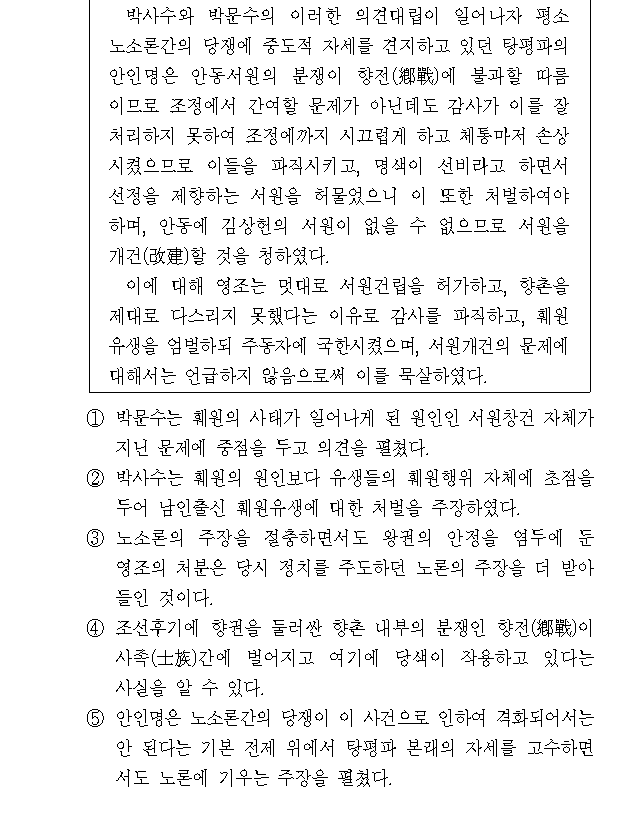 박사수와 박문수의 이러한 의견대립이 일어나자 평소
노소론간의 당쟁에 중도적 자세를 견지하고 있던 탕평파의
안인명은 안동서원의 분쟁이 향전(鄕戰)에 불과할 따름
이므로 조정에서 간여할 문제가 아닌데도 감사가 이를 잘
처리하지 못하여 조정에까지 시끄럽게 하고 체통마저 손상
시켰으므로 이들을 파직시키고, 명색이 선비라고 하면서
선정을 제향하는 서원을 허물었으니 이 또한 처벌하여야
하며, 안동에 김상헌의 서원이 없을 수 없으므로 서원을
개건(改建)할 것을 청하였다.
이에 대해 영조는 멋대로 서원건립을 허가하고, 향촌을
제대로 다스리지 못했다는 이유로 감사를 파직하고, 훼원
유생을 엄벌하되 주동자에 국한시켰으며, 서원개건의 문제에
대해서는 언급하지 않음으로써 이를 묵살하였다.
① 박문수는 훼원의 사태가 일어나게 된 원인인 서원창건 자체가
지닌 문제에 중점을 두고 의견을 펼쳤다.
② 박사수는 훼원의 원인보다 유생들의 훼원행위 자체에 초점을
두어 남인출신 훼원유생에 대한 처벌을 주장하였다.
③ 노소론의 주장을 절충하면서도 왕권의 안정을 염두에 둔
영조의 처분은 당시 정치를 주도하던 노론의 주장을 더 받아
들인 것이다.
④ 조선후기에 향권을 둘러싼 향촌 내부의 분쟁인 향전(鄕戰)이
사족(士族)간에 벌어지고 여기에 당색이 작용하고 있다는
사실을 알 수 있다.
⑤ 안인명은 노소론간의 당쟁이 이 사건으로 인하여 격화되어서는
안 된다는 기본 전제 위에서 탕평파 본래의 자세를 고수하면
서도 노론에 기우는 주장을 펼쳤다.